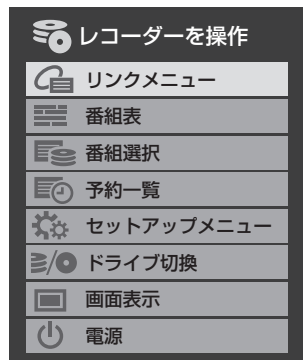 レコーダーを操作
リンクメニュー
番組表
番組選択
予約一覧
セットアップメニュー
ドライブ切換
画面表示
電源